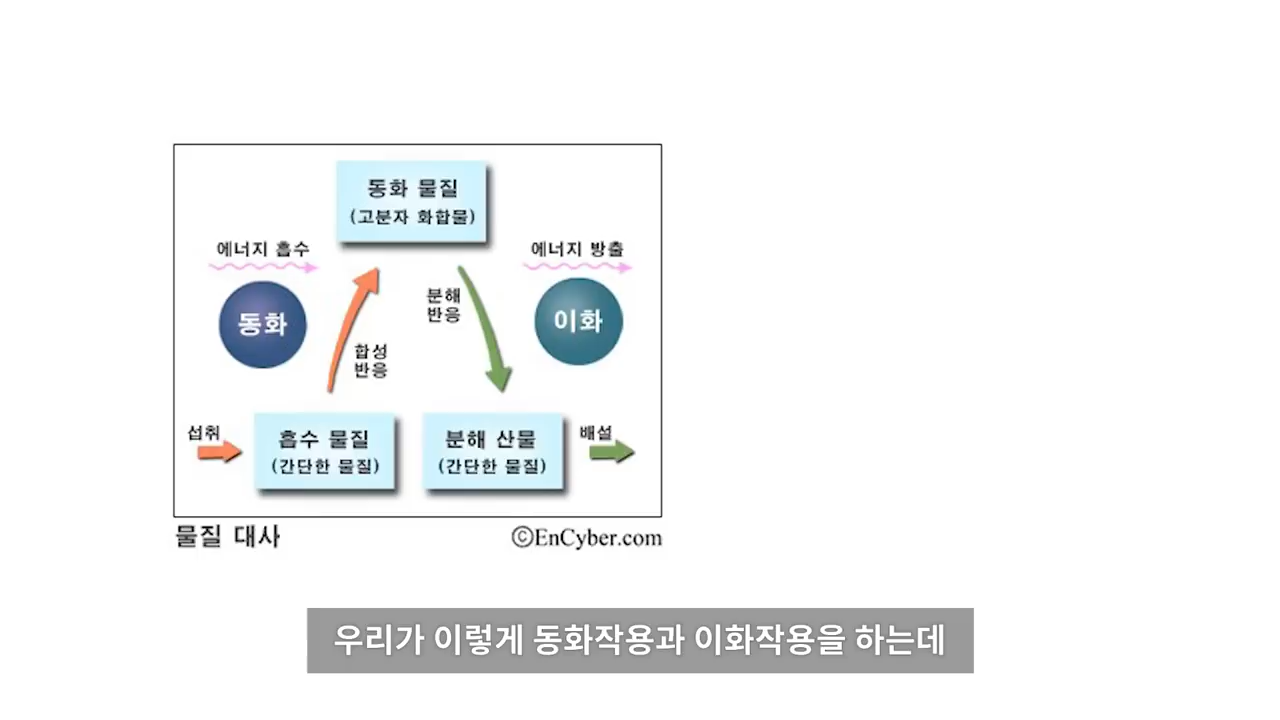 동화 물질
(고분자 화합물)
에너지 흡수
에너지 방출
동화
분해
반응
이화
합성
반응
섭취
흡수 물질
(간단한 물질)
분해 산물
(간단한 물질)
배설
물질 대사
©EnCyber.com
우리가 이렇게 동화작용과 이화작용을 하는데